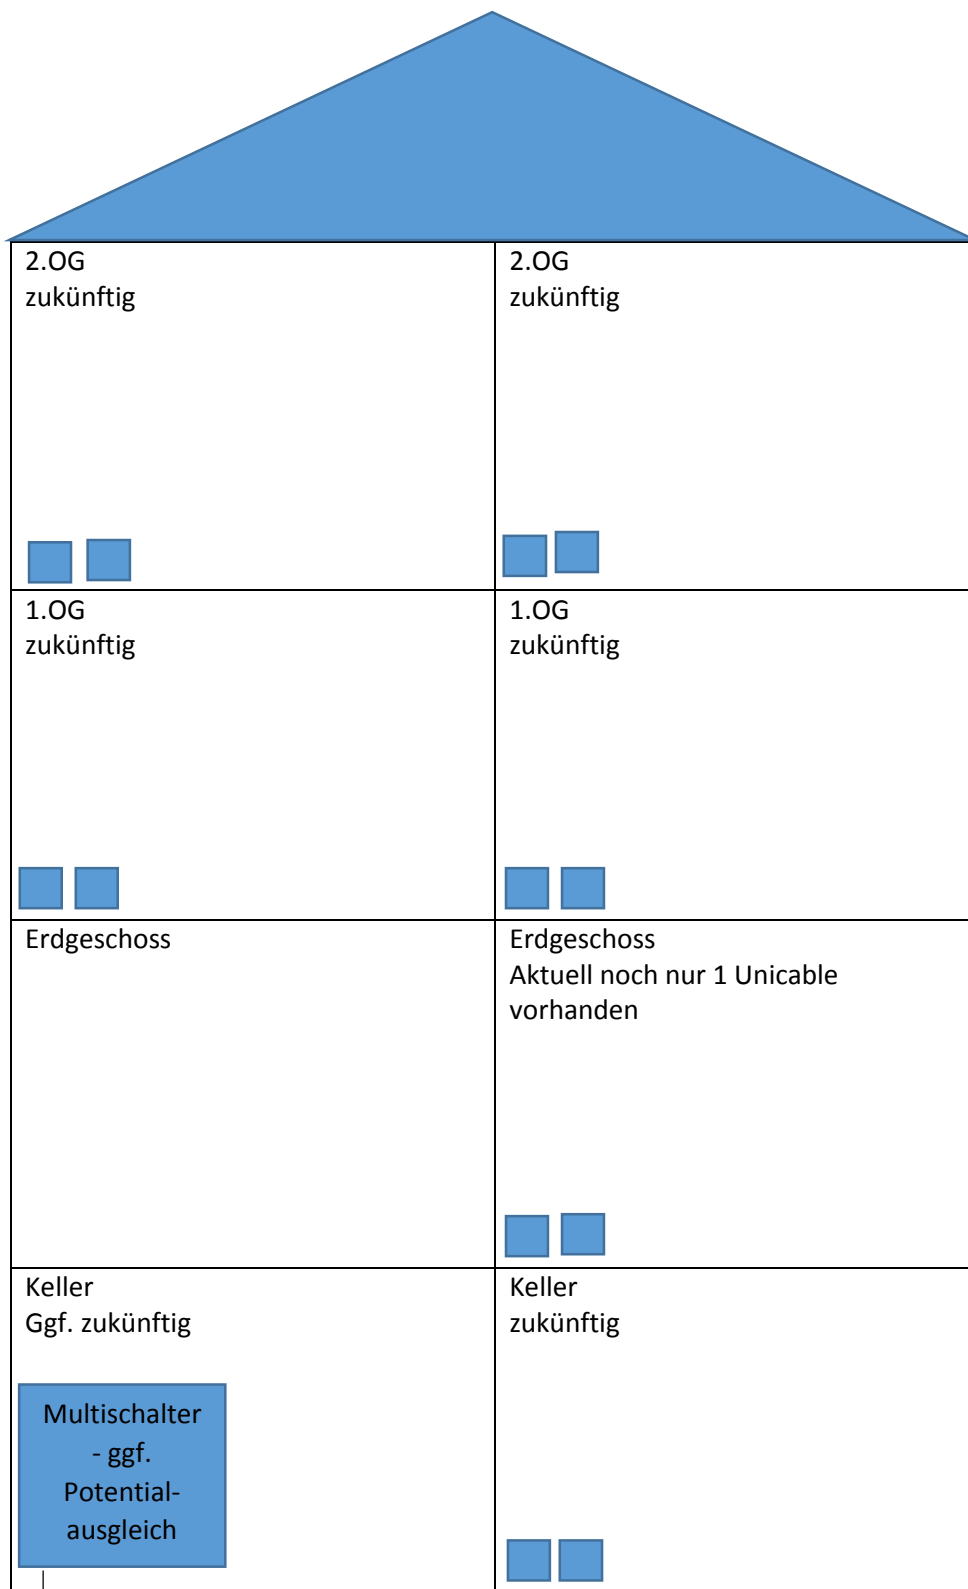 2.OG
zukünftig
2.OG
zukünftig
1.OG
zukünftig
1.OG
zukünftig
Erdgeschoss
Erdgeschoss
Aktuell noch nur 1 Unicable
vorhanden
Keller
Ggf. zukünftig
Multischalter
- ggf.
Potential-
ausgleich
Keller
zukünftig